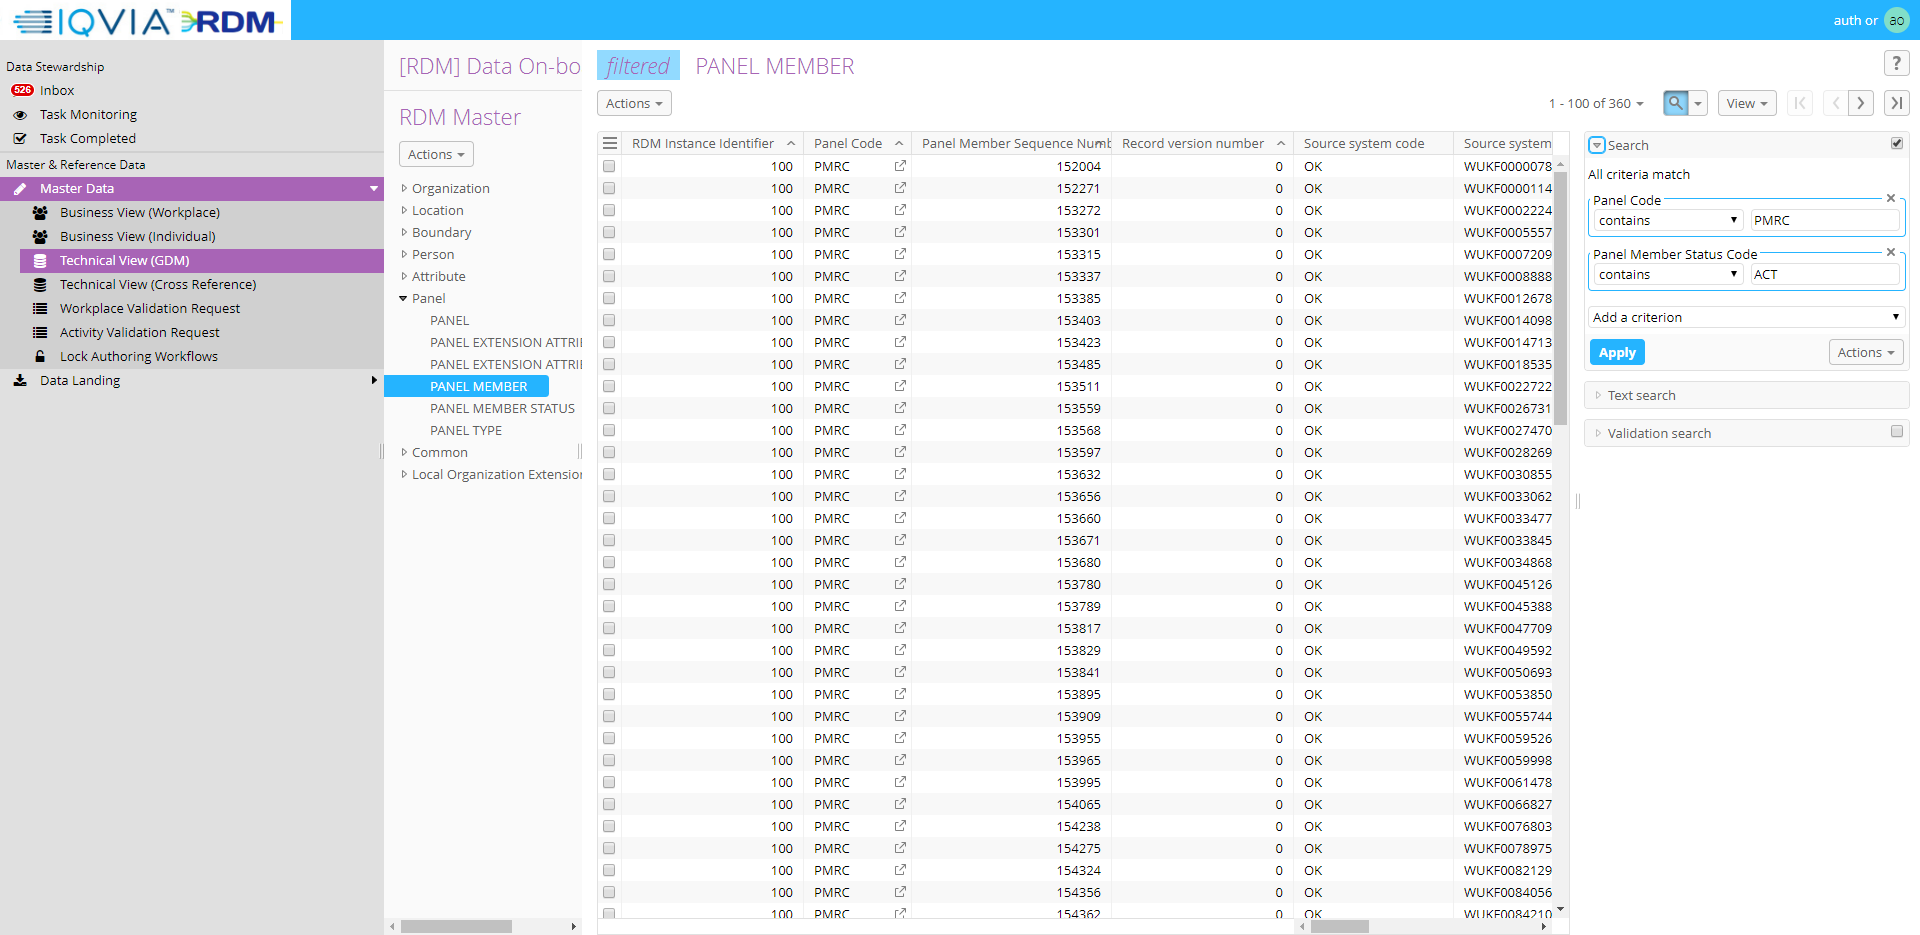 IQVIA™ RDM
auth or ao
Data Stewardship
526 Inbox
Task Monitoring
Task Completed
Master & Reference Data
Master Data
Business View (Workplace)
Business View (Individual)
Technical View (GDM)
Technical View (Cross Reference)
Workplace Validation Request
Activity Validation Request
Lock Authoring Workflows
Data Landing
[RDM] Data On-bo
RDM Master
Actions
Organization
Location
Boundary
Person
Attribute
Panel
PANEL
PANEL EXTENSION ATTRIB
PANEL EXTENSION ATTRIB
PANEL MEMBER
PANEL MEMBER STATUS
PANEL TYPE
Common
Local Organization Extension
filtered PANEL MEMBER
?
Actions
1 - 100 of 360
View
RDM Instance Identifier Panel Code Panel Member Sequence Numb Record version number Source system code Source system
100 PMRC 152004 0 OK WUKF0000078
100 PMRC 152271 0 OK WUKF0000114
100 PMRC 153272 0 OK WUKF0002224
100 PMRC 153301 0 OK WUKF0005557
100 PMRC 153315 0 OK WUKF0007209
100 PMRC 153337 0 OK WUKF0008888
100 PMRC 153385 0 OK WUKF0012678
100 PMRC 153403 0 OK WUKF0014098
100 PMRC 153423 0 OK WUKF0014713
100 PMRC 153485 0 OK WUKF0018535
100 PMRC 153511 0 OK WUKF0022722
100 PMRC 153559 0 OK WUKF0026731
100 PMRC 153568 0 OK WUKF0027470
100 PMRC 153597 0 OK WUKF0028269
100 PMRC 153632 0 OK WUKF0030855
100 PMRC 153656 0 OK WUKF0033062
100 PMRC 153660 0 OK WUKF0033477
100 PMRC 153671 0 OK WUKF0033845
100 PMRC 153680 0 OK WUKF0034868
100 PMRC 153780 0 OK WUKF0045126
100 PMRC 153789 0 OK WUKF0045388
100 PMRC 153817 0 OK WUKF0047709
100 PMRC 153829 0 OK WUKF0049592
100 PMRC 153841 0 OK WUKF0050693
100 PMRC 153895 0 OK WUKF0053850
100 PMRC 153909 0 OK WUKF0055744
100 PMRC 153955 0 OK WUKF0059526
100 PMRC 153965 0 OK WUKF0059998
100 PMRC 153995 0 OK WUKF0061478
100 PMRC 154065 0 OK WUKF0066827
100 PMRC 154238 0 OK WUKF0076803
100 PMRC 154275 0 OK WUKF0078975
100 PMRC 154324 0 OK WUKF0082129
100 PMRC 154356 0 OK WUKF0084056
100 PMRC 154362 0 OK WUKF0084210
Search
All criteria match
Panel Code
contains PMRC
Panel Member Status Code
contains ACT
Add a criterion
Apply Actions
Text search
Validation search